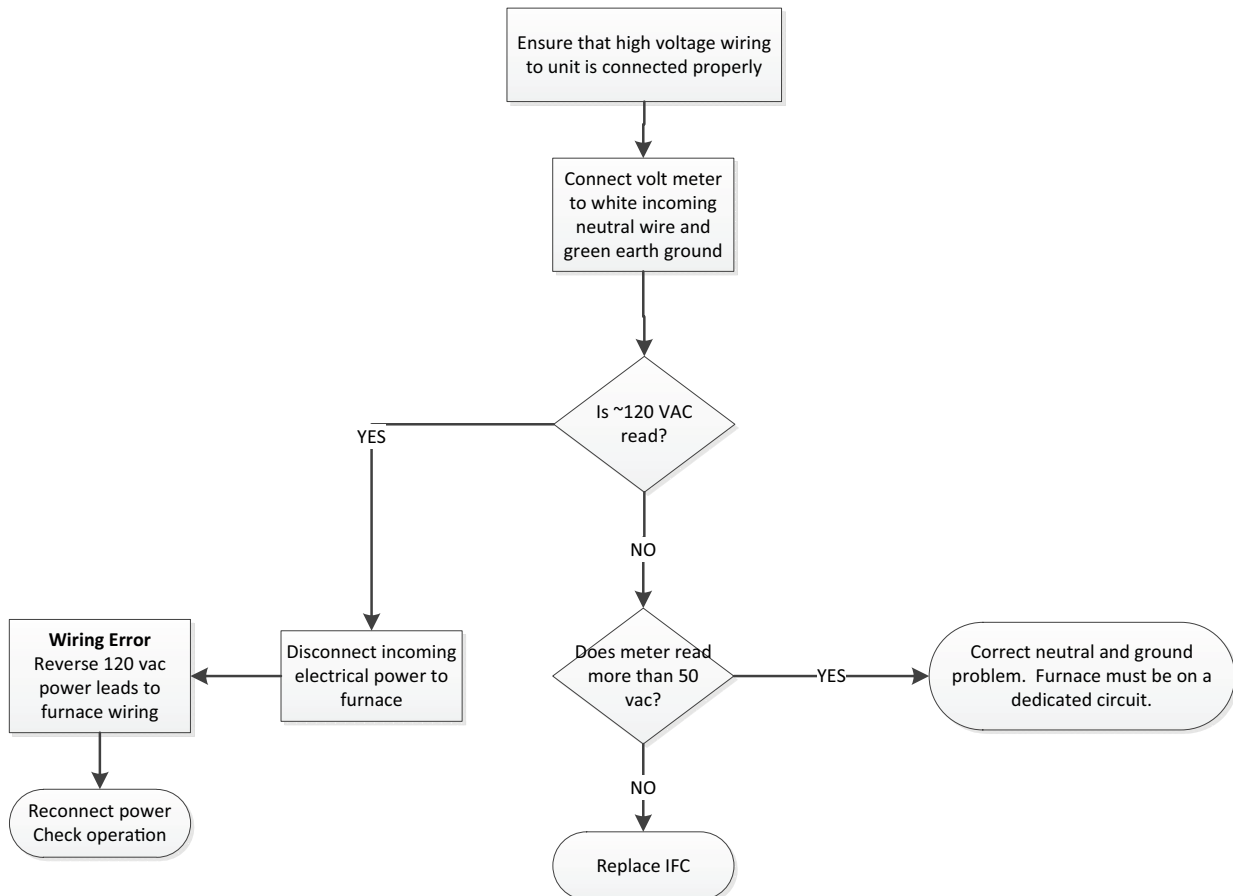 Ensure that high voltage wiring
to unit is connected properly
Connect volt meter
to white incoming
neutral wire and
green earth ground
Is ~120 VAC
read?
YES
NO
Wiring Error
Reverse 120 vac
power leads to
furnace wiring
Disconnect incoming
electrical power to
furnace
Does meter read
more than 50
vac?
YES
Correct neutral and ground
problem.  Furnace must be on a
dedicated circuit.
NO
Reconnect power
Check operation
Replace IFC